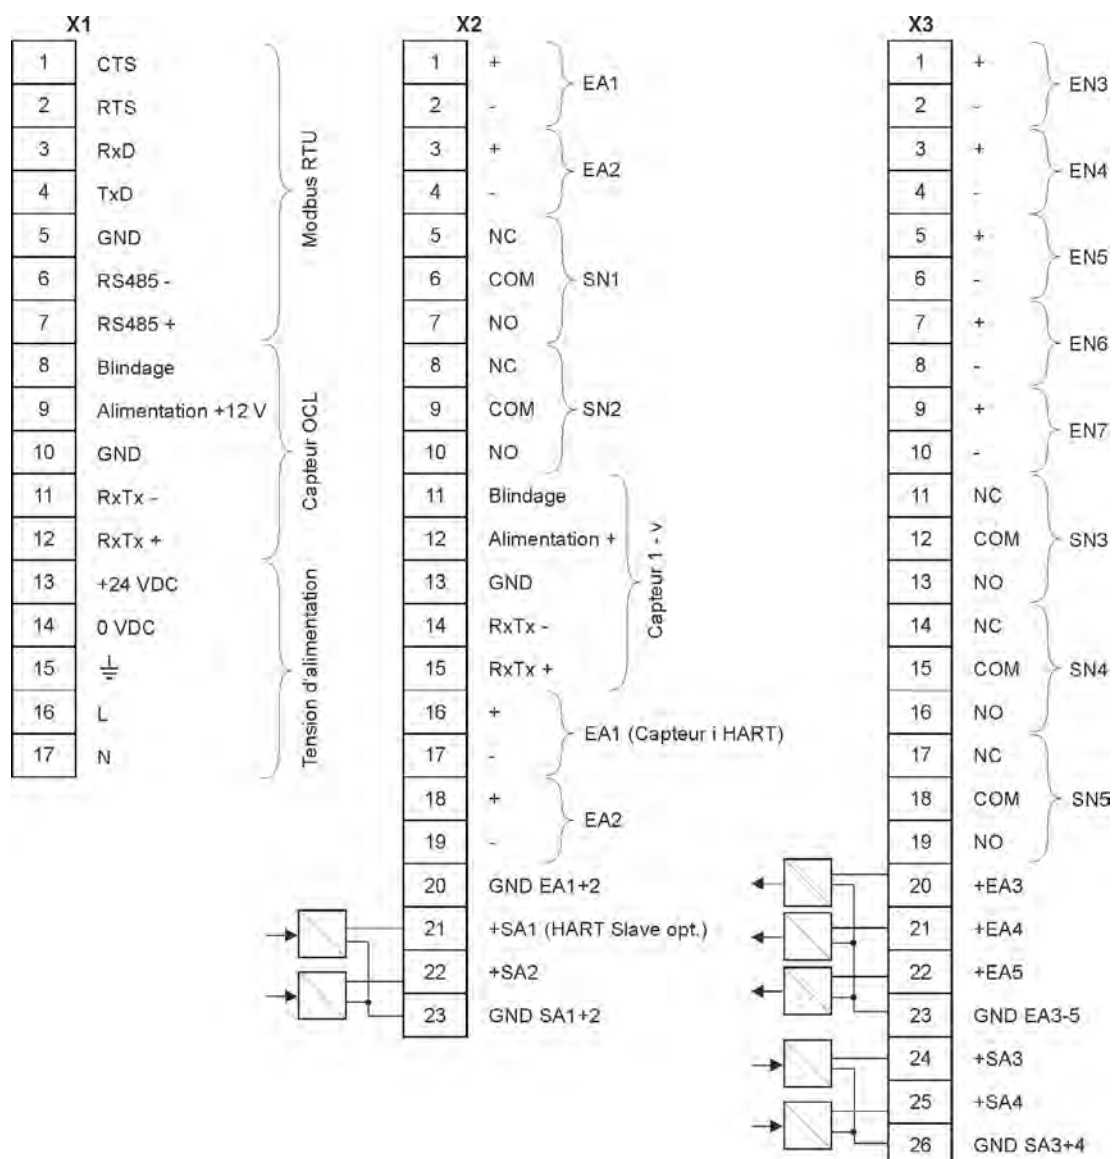 X1
1 CTS
2 RTS
3 RxD
4 TxD
5 GND
6 RS485 -
7 RS485 +
8 Blindage
9 Alimentation +12 V
10 GND
11 RxTx -
12 RxTx +
13 +24 VDC
14 0 VDC
15
16 L
17 N
Modbus RTU
Capteur OCL
Tension d'alimentation
X2
1 +
2 -
EA1
3 +
4 -
EA2
5 NC
6 COM
7 NO
SN1
8 NC
9 COM
10 NO
SN2
11 Blindage
12 Alimentation +
13 GND
14 RxTx -
15 RxTx +
Capteur 1 - v
16 +
17 -
EA1 (Capteur i HART)
18 +
19 -
EA2
20 GND EA1+2
21 +SA1 (HART Slave opt.)
22 +SA2
23 GND SA1+2
X3
1 +
2 -
EN3
3 +
4 -
EN4
5 +
6 -
EN5
7 +
8 -
EN6
9 +
10 -
EN7
11 NC
12 COM
13 NO
SN3
14 NC
15 COM
16 NO
SN4
17 NC
18 COM
19 NO
SN5
20 +EA3
21 +EA4
22 +EA5
23 GND EA3-5
24 +SA3
25 +SA4
26 GND SA3+4